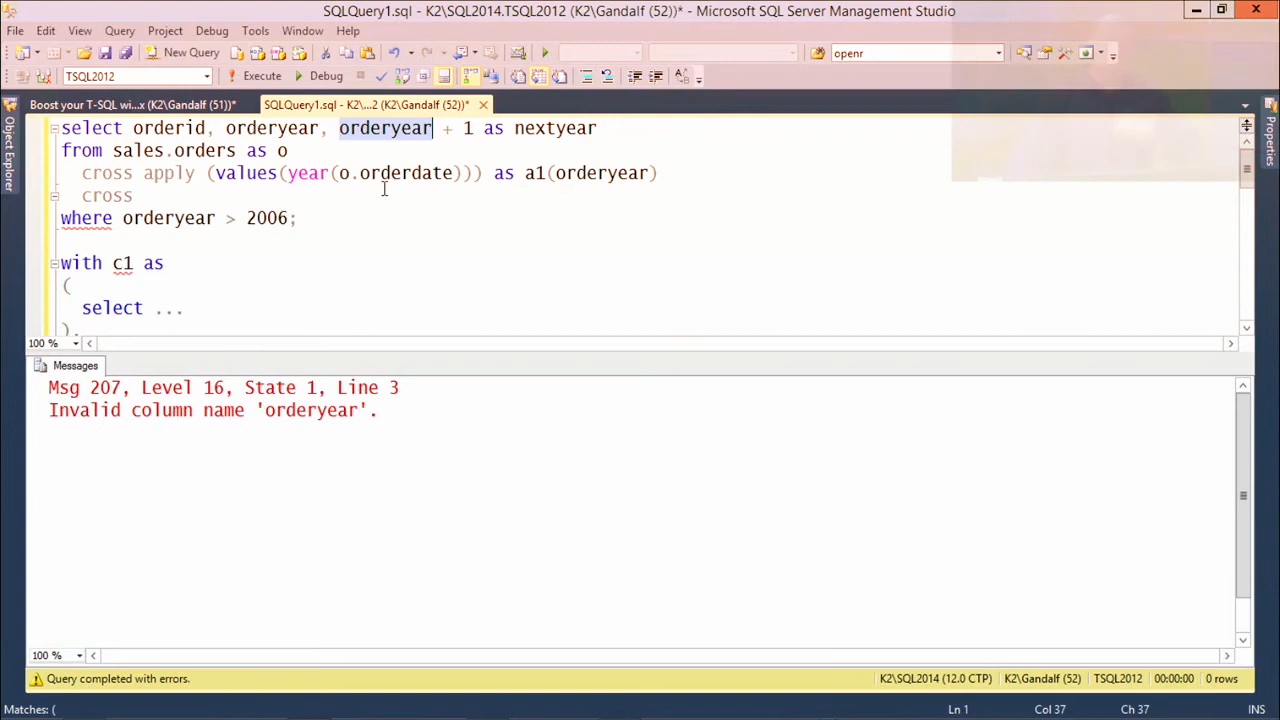 SQLQuery1.sql - K2\SQL2014.TSQL2012 (K2\Gandalf (52))* - Microsoft SQL Server Management Studio
File Edit View Query Project Debug Tools Window Help
New Query openr
TSQL2012 Execute Debug
Boost your T-SQL wi...x (K2\Gandalf (51))* SQLQuery1.sql - K2\...2 (K2\Gandalf (52))*
Object Explorer
Properties
select orderid, orderyear, orderyear + 1 as nextyear
from sales.orders as o
cross apply (values(year(o.orderdate))) as a1(orderyear)
cross
where orderyear > 2006;
with c1 as
(
select ...
),
100 %
Messages
Msg 207, Level 16, State 1, Line 3
Invalid column name 'orderyear'.
100 %
Query completed with errors. K2\SQL2014 (12.0 CTP) K2\Gandalf (52) TSQL2012 00:00:00 0 rows
Matches: ( Ln 1 Col 37 Ch 37 INS